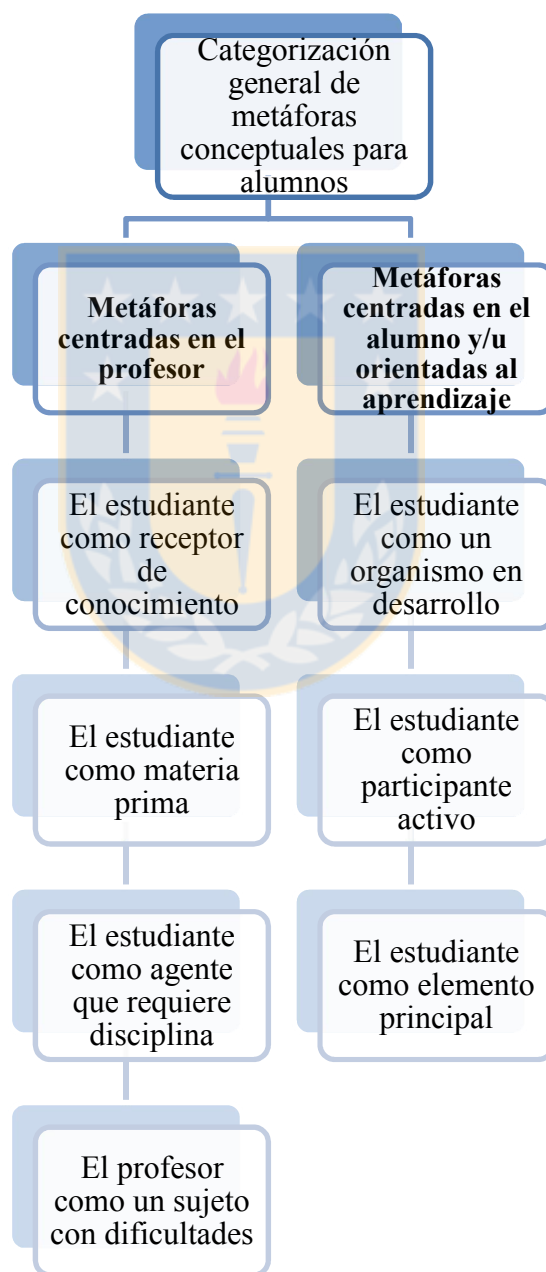 Categorización
general de
metáforas
conceptuales para
alumnos
Metáforas
centradas en el
profesor
Metáforas
centradas en el
alumno y/u
orientadas al
aprendizaje
El estudiante
como receptor
de
conocimiento
El estudiante
como un
organismo en
desarrollo
El estudiante
como materia
prima
El estudiante
como
participante
activo
El estudiante
como agente
que requiere
disciplina
El estudiante
como elemento
principal
El profesor
como un sujeto
con dificultades